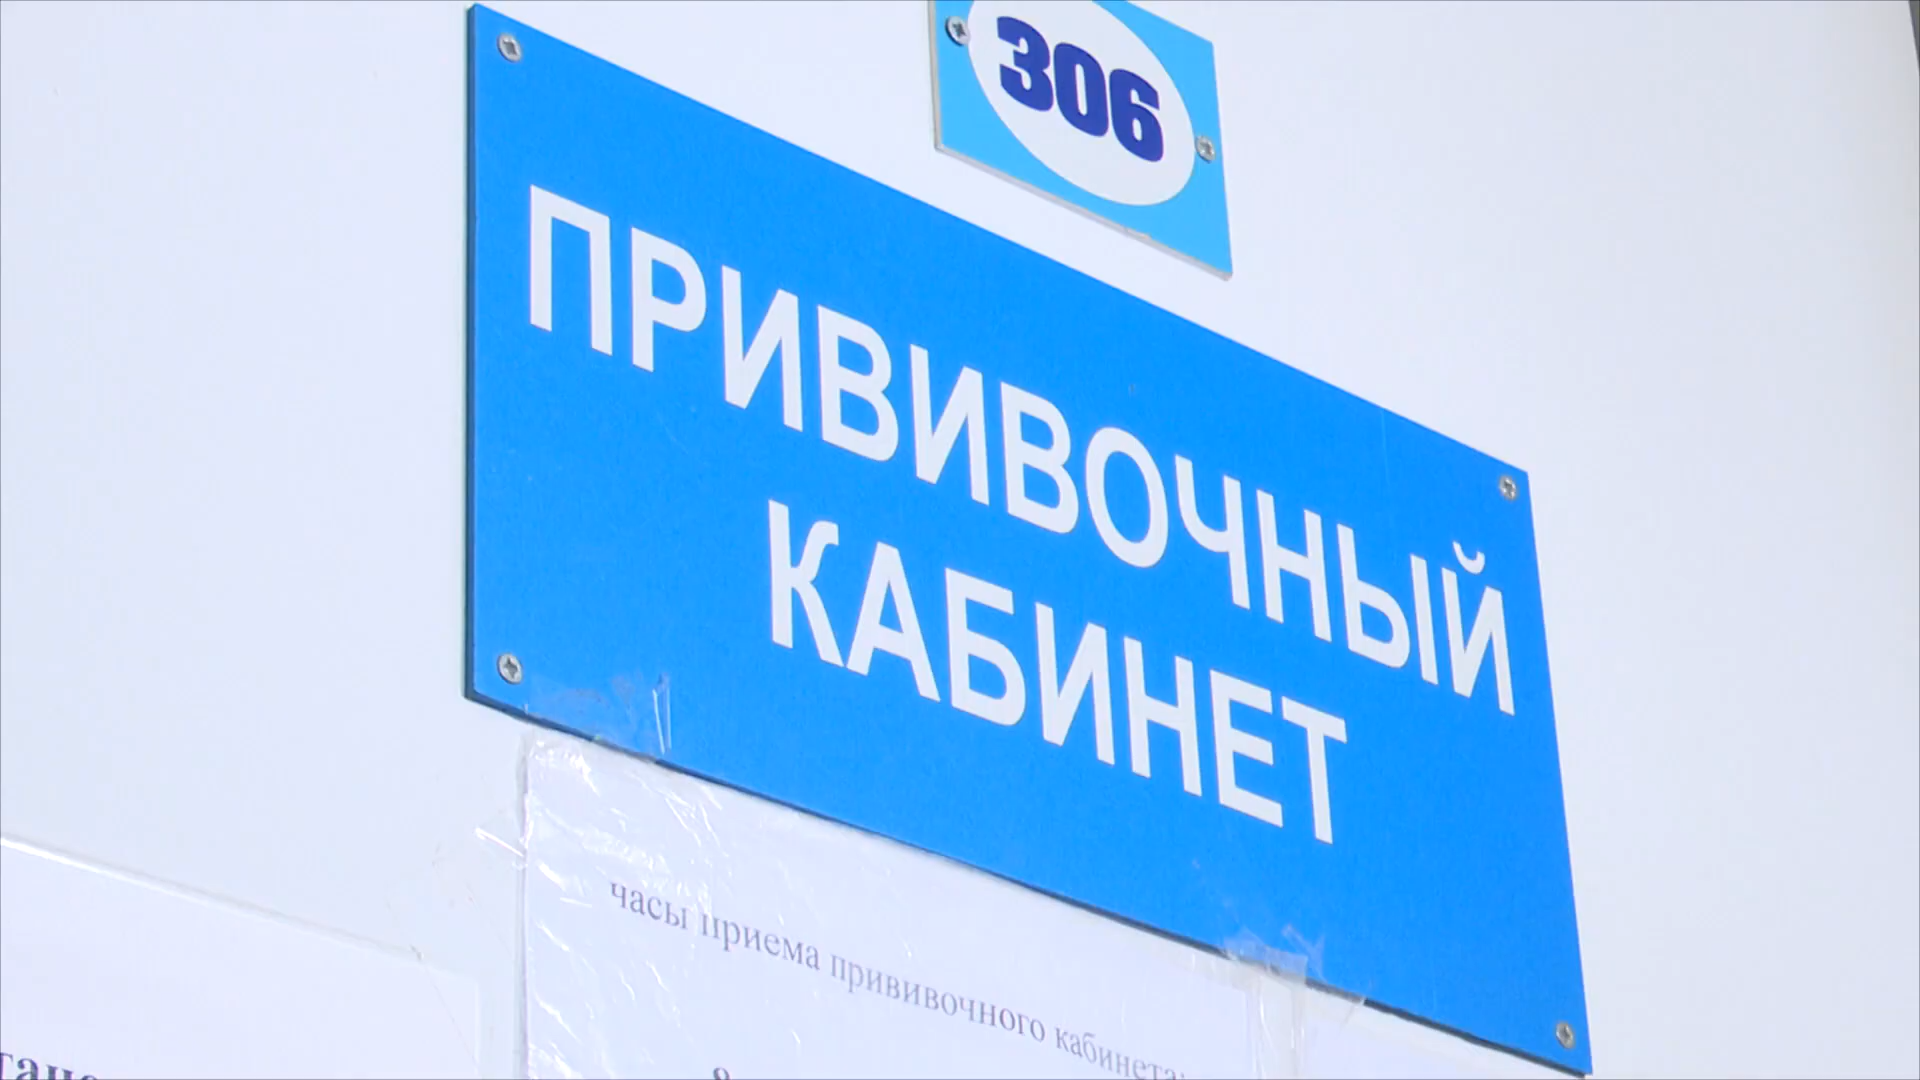 306
ПРИВИВОЧНЫЙ
КАБИНЕТ
часы приема прививочного кабинета: